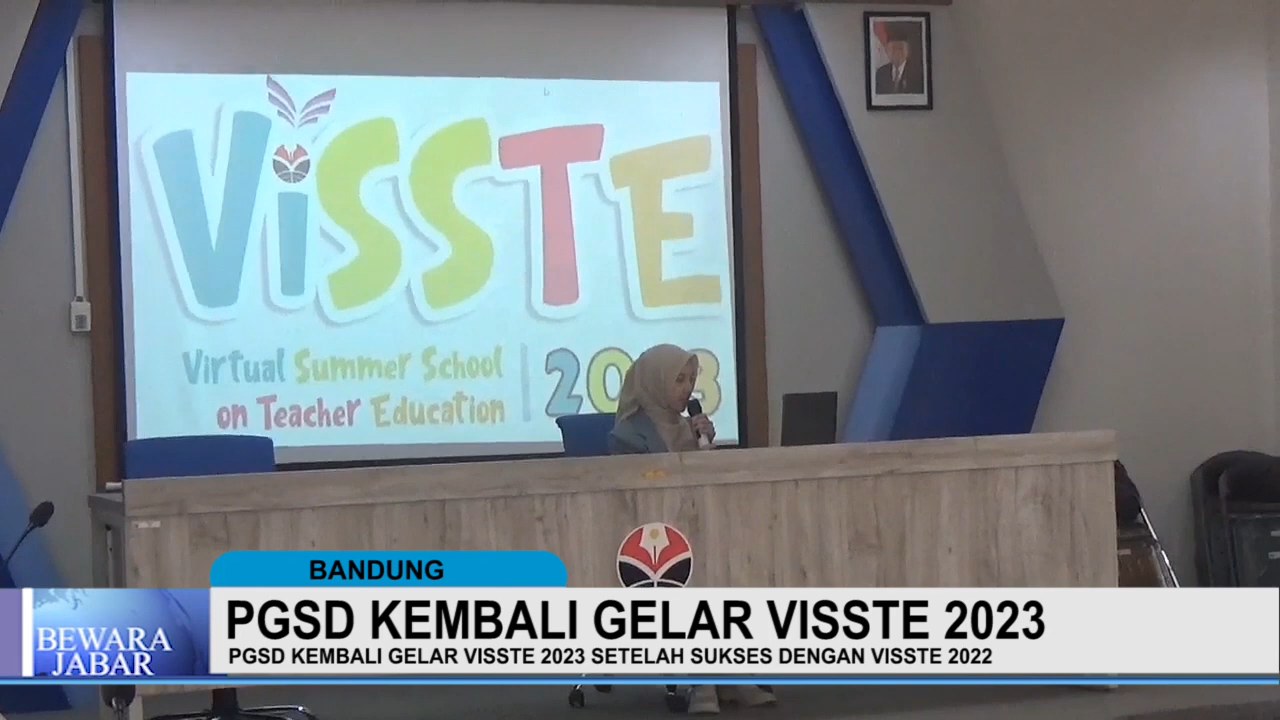 ViSSTE
Virtual Summer School
on Teacher Education
BANDUNG
PGSD KEMBALI GELAR VISSTE 2023
PGSD KEMBALI GELAR VISSTE 2023 SETELAH SUKSES DENGAN VISSTE 2022
BEWARA
JABAR